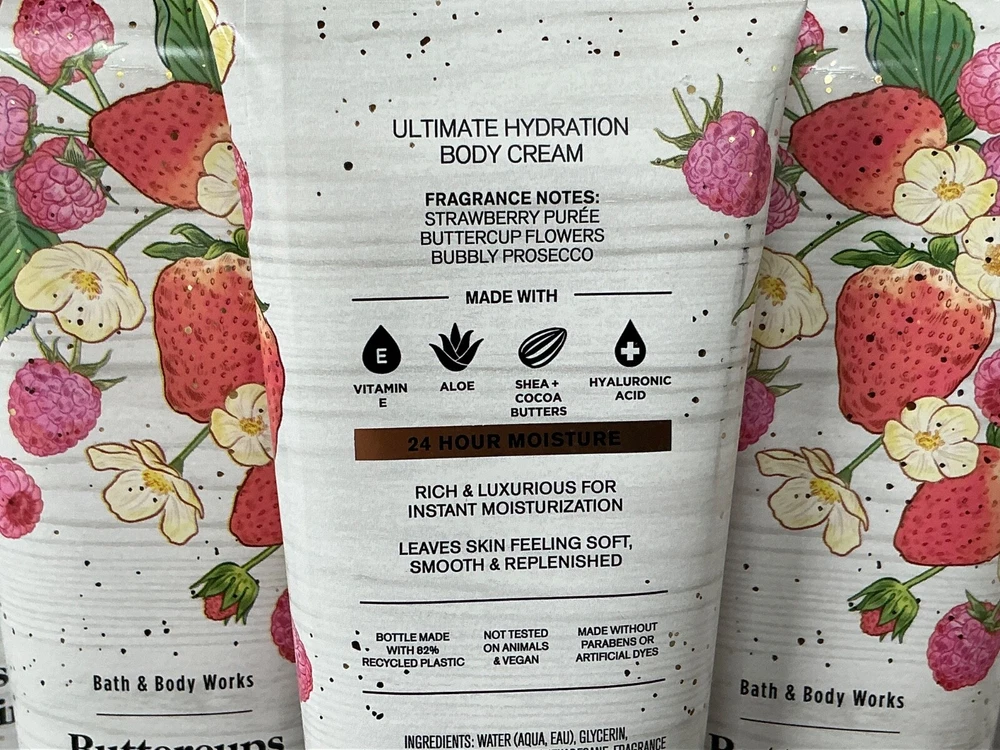 ULTIMATE HYDRATION
BODY CREAM
FRAGRANCE NOTES:
STRAWBERRY PURÉE
BUTTERCUP FLOWERS
BUBBLY PROSECCO
MADE WITH
E
VITAMIN
E
ALOE
SHEA +
COCOA
BUTTERS
HYALURONIC
ACID
24 HOUR MOISTURE
RICH & LUXURIOUS FOR
INSTANT MOISTURIZATION
LEAVES SKIN FEELING SOFT,
SMOOTH & REPLENISHED
BOTTLE MADE
WITH 82%
RECYCLED PLASTIC
NOT TESTED
ON ANIMALS
& VEGAN
MADE WITHOUT
PARABENS OR
ARTIFICIAL DYES
INGREDIENTS: WATER (AQUA, EAU), GLYCERIN,
FRAGRANCE
Bath & Body Works
Buttercups
Bath & Body Works